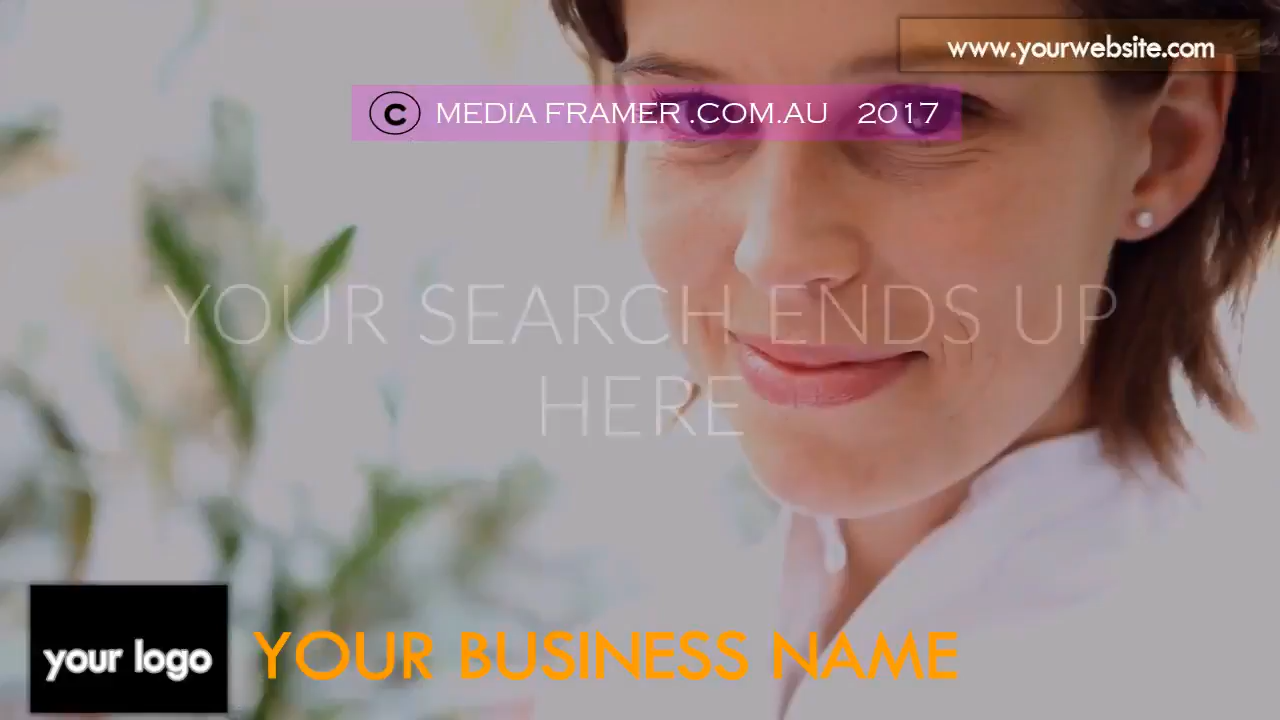 www.yourwebsite.com
© MEDIA FRAMER .COM.AU 2017
YOUR SEARCH ENDS UP
HERE
your logo
YOUR BUSINESS NAME